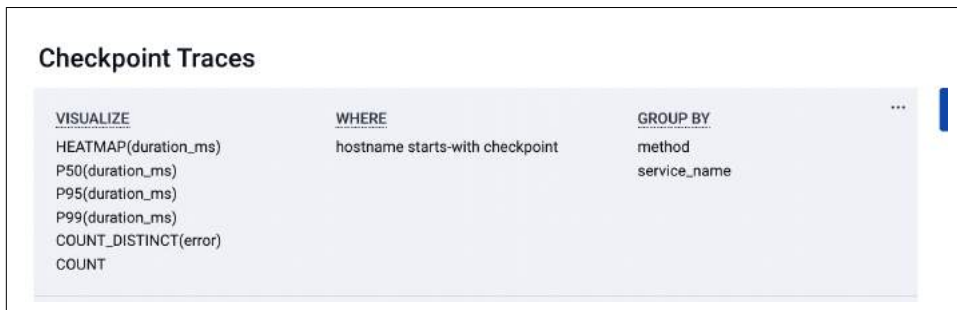 Checkpoint Traces
...
VISUALIZE
HEATMAP(duration_ms)
P50(duration_ms)
P95(duration_ms)
P99(duration_ms)
COUNT_DISTINCT(error)
COUNT
WHERE
hostname starts-with checkpoint
GROUP BY
method
service_name